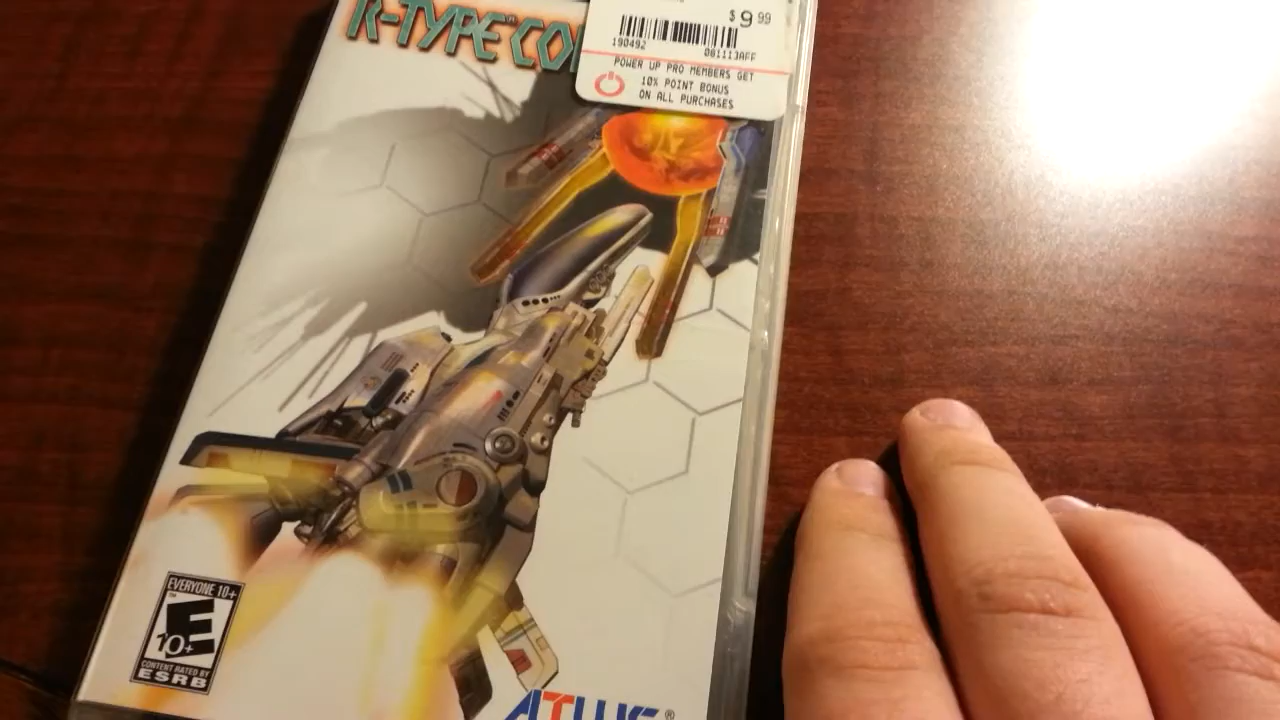 R-TYPE CO
$9.99
190492 081113AFF
POWER UP PRO MEMBERS GET
10% POINT BONUS
ON ALL PURCHASES
EVERYONE 10+
E
10+
CONTENT RATED BY
ESRB
ATLUS®